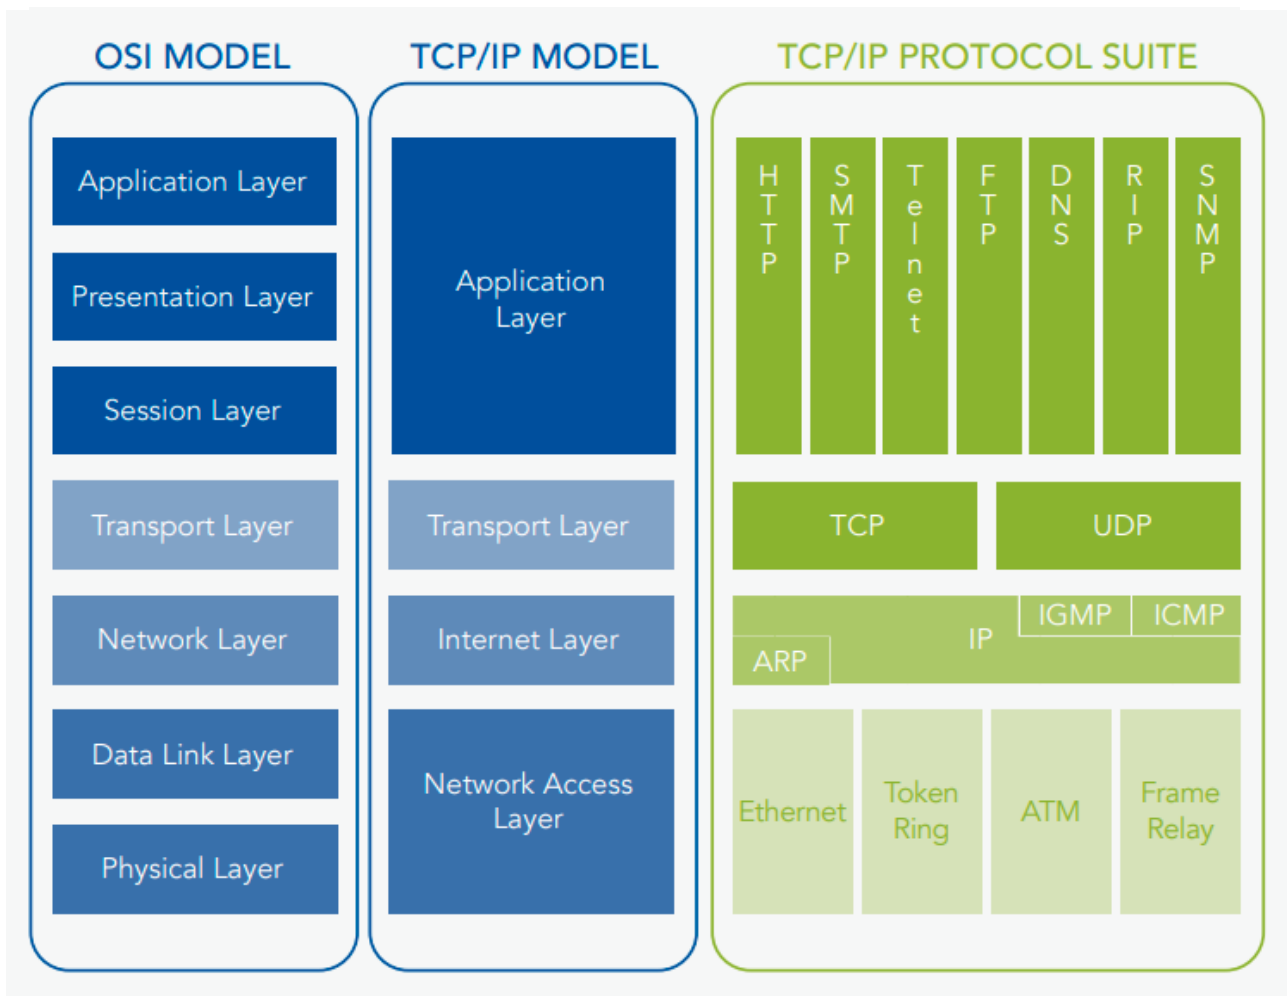 OSI MODEL
Application Layer
Presentation Layer
Session Layer
Transport Layer
Network Layer
Data Link Layer
Physical Layer
TCP/IP MODEL
Application
Layer
Transport Layer
Internet Layer
Network Access
Layer
TCP/IP PROTOCOL SUITE
HTTP
SMTP
Telnet
FTP
DNS
RIP
SNMP
TCP
UDP
IP
IGMP
ICMP
ARP
Ethernet
Token
Ring
ATM
Frame
Relay